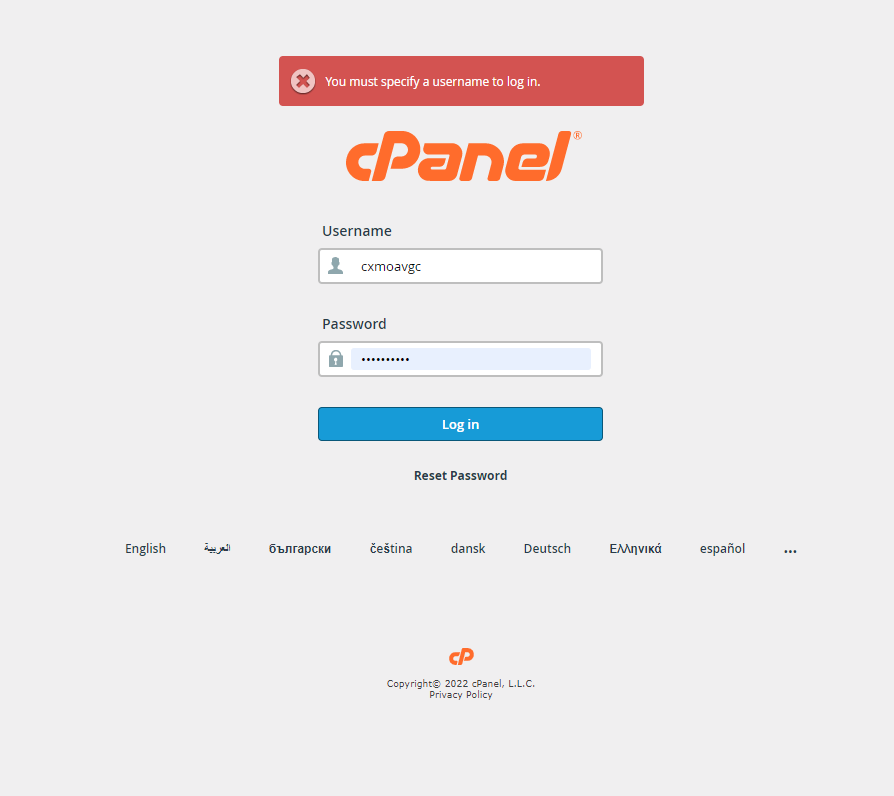 You must specify a username to log in.
cPanel®
Username
cxmoavgc
Password
••••••••••
Log in
Reset Password
English العربية български čeština dansk Deutsch Ελληνικά español ...
cP
Copyright© 2022 cPanel, L.L.C.
Privacy Policy